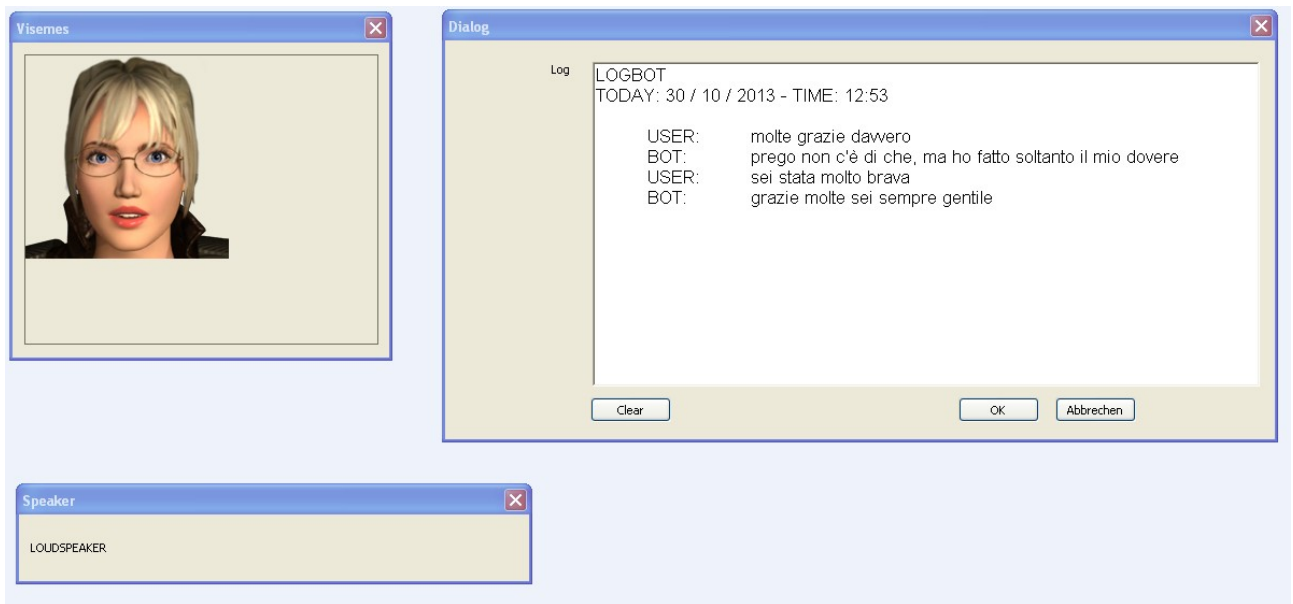 Visemes
Dialog
Log
LOGBOT
TODAY: 30 / 10 / 2013 - TIME: 12:53
USER: molte grazie davvero
BOT: prego non c'è di che, ma ho fatto soltanto il mio dovere
USER: sei stata molto brava
BOT: grazie molte sei sempre gentile
Clear
OK
Abbrechen
Speaker
LOUDSPEAKER